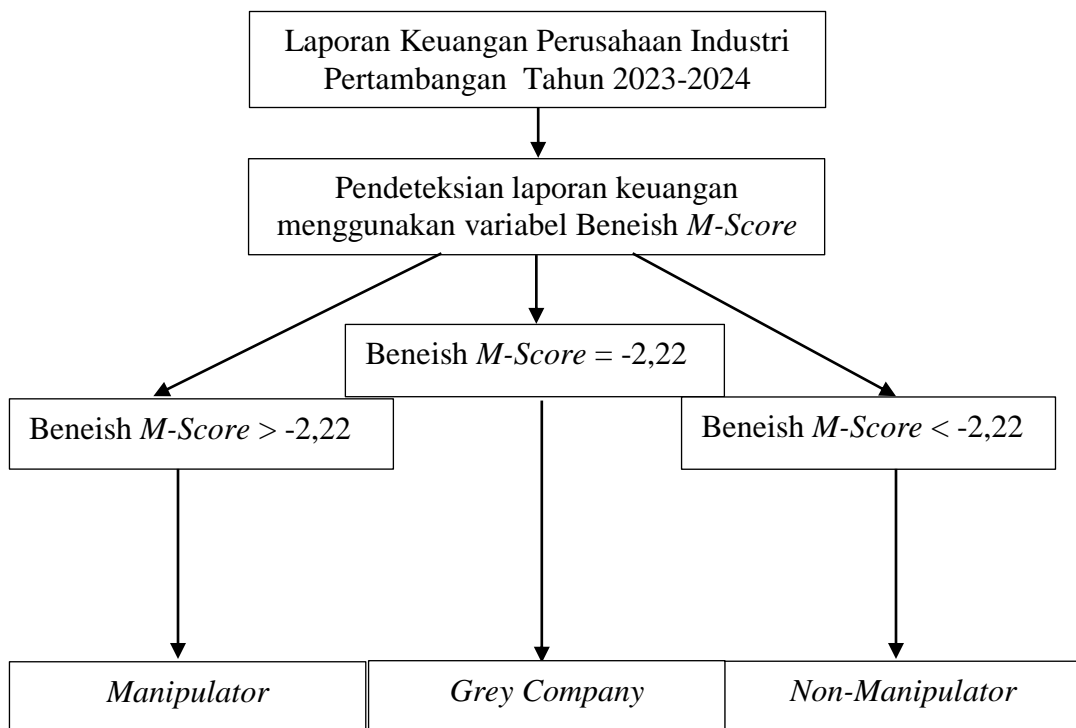 Laporan Keuangan Perusahaan Industri
Pertambangan Tahun 2023-2024
Pendeteksian laporan keuangan
menggunakan variabel Beneish M-Score
Beneish M-Score = -2,22
Beneish M-Score > -2,22
Beneish M-Score < -2,22
Manipulator
Grey Company
Non-Manipulator